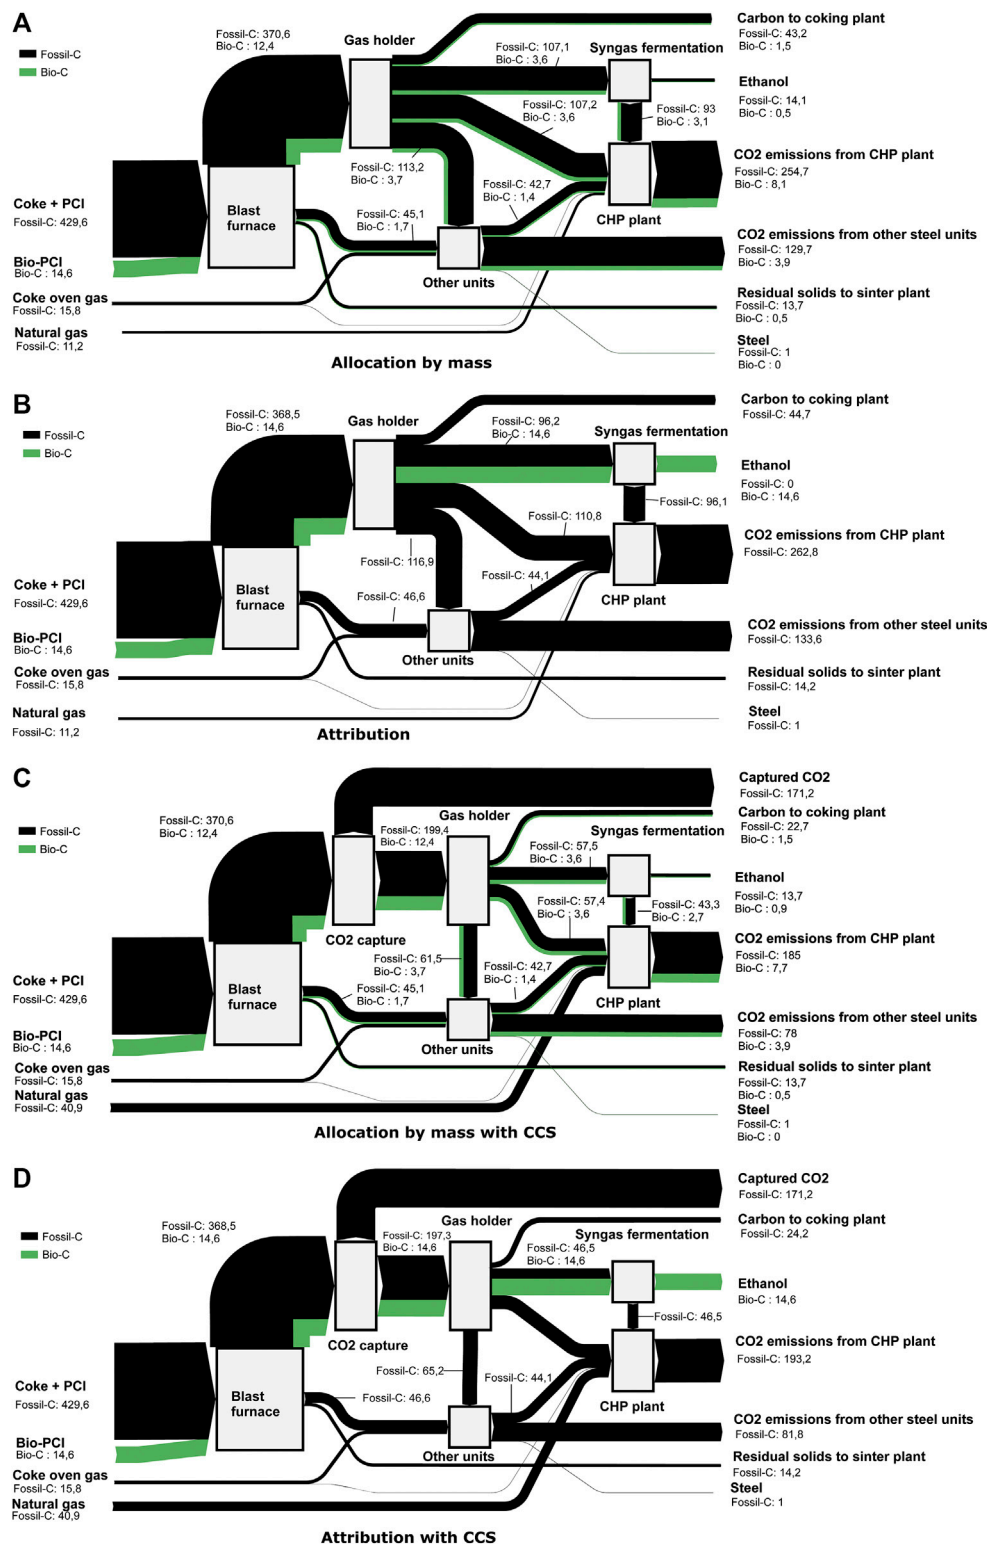 A
Fossil-C: 370,6
Bio-C : 12,4
Gas holder
Carbon to coking plant
Fossil-C: 43,2
Bio-C : 1,5
Fossil-C
Bio-C
Fossil-C: 107,1
Bio-C : 3,6
Syngas fermentation
Ethanol
Fossil-C: 14,1
Bio-C : 0,5
Fossil-C: 107,2
Bio-C : 3,6
Fossil-C: 93
Bio-C : 3,1
Fossil-C: 113,2
Bio-C : 3,7
CO2 emissions from CHP plant
Fossil-C: 254,7
Bio-C : 8,1
Coke + PCI
Fossil-C: 429,6
Blast
furnace
Fossil-C: 45,1
Bio-C : 1,7
Fossil-C: 42,7
Bio-C : 1,4
CHP plant
CO2 emissions from other steel units
Fossil-C: 129,7
Bio-C : 3,9
Bio-PCI
Bio-C : 14,6
Other units
Coke oven gas
Fossil-C: 15,8
Residual solids to sinter plant
Fossil-C: 13,7
Bio-C : 0,5
Natural gas
Fossil-C: 11,2
Steel
Fossil-C: 1
Bio-C : 0
Allocation by mass
B
Fossil-C: 368,5
Bio-C : 14,6
Gas holder
Carbon to coking plant
Fossil-C: 44,7
Fossil-C
Bio-C
Fossil-C: 96,2
Bio-C : 14,6
Syngas fermentation
Ethanol
Fossil-C: 0
Bio-C : 14,6
Fossil-C: 96,1
Fossil-C: 110,8
CO2 emissions from CHP plant
Fossil-C: 262,8
Fossil-C: 116,9
Coke + PCI
Fossil-C: 429,6
Blast
furnace
Fossil-C: 46,6
Fossil-C: 44,1
CHP plant
Bio-PCI
Bio-C : 14,6
CO2 emissions from other steel units
Fossil-C: 133,6
Other units
Coke oven gas
Fossil-C: 15,8
Residual solids to sinter plant
Fossil-C: 14,2
Natural gas
Fossil-C: 11,2
Steel
Fossil-C: 1
Attribution
C
Captured CO2
Fossil-C: 171,2
Gas holder
Carbon to coking plant
Fossil-C: 22,7
Bio-C : 1,5
Fossil-C: 370,6
Bio-C : 12,4
Fossil-C
Bio-C
Fossil-C: 199,4
Bio-C : 12,4
Fossil-C: 57,5
Bio-C : 3,6
Syngas fermentation
Ethanol
Fossil-C: 13,7
Bio-C : 0,9
Fossil-C: 57,4
Bio-C : 3,6
Fossil-C: 43,3
Bio-C : 2,7
CO2 capture
Fossil-C: 61,5
Bio-C : 3,7
CO2 emissions from CHP plant
Fossil-C: 185
Bio-C : 7,7
Coke + PCI
Fossil-C: 429,6
Blast
furnace
Fossil-C: 45,1
Bio-C : 1,7
Fossil-C: 42,7
Bio-C : 1,4
CHP plant
CO2 emissions from other steel units
Fossil-C: 78
Bio-C : 3,9
Bio-PCI
Bio-C : 14,6
Other units
Coke oven gas
Fossil-C: 15,8
Residual solids to sinter plant
Fossil-C: 13,7
Bio-C : 0,5
Natural gas
Fossil-C: 40,9
Steel
Fossil-C: 1
Bio-C : 0
Allocation by mass with CCS
D
Captured CO2
Fossil-C: 171,2
Gas holder
Carbon to coking plant
Fossil-C: 24,2
Fossil-C: 368,5
Bio-C : 14,6
Fossil-C
Bio-C
Fossil-C: 197,3
Bio-C : 14,6
Syngas fermentation
Fossil-C: 46,5
Bio-C : 14,6
Ethanol
Bio-C : 14,6
Fossil-C: 46,5
CO2 capture
CO2 emissions from CHP plant
Fossil-C: 193,2
Fossil-C: 65,2
Coke + PCI
Fossil-C: 429,6
Blast
furnace
Fossil-C: 46,6
Fossil-C: 44,1
CHP plant
CO2 emissions from other steel units
Fossil-C: 81,8
Bio-PCI
Bio-C : 14,6
Other units
Residual solids to sinter plant
Fossil-C: 14,2
Coke oven gas
Fossil-C: 15,8
Steel
Fossil-C: 1
Natural gas
Fossil-C: 40,9
Attribution with CCS